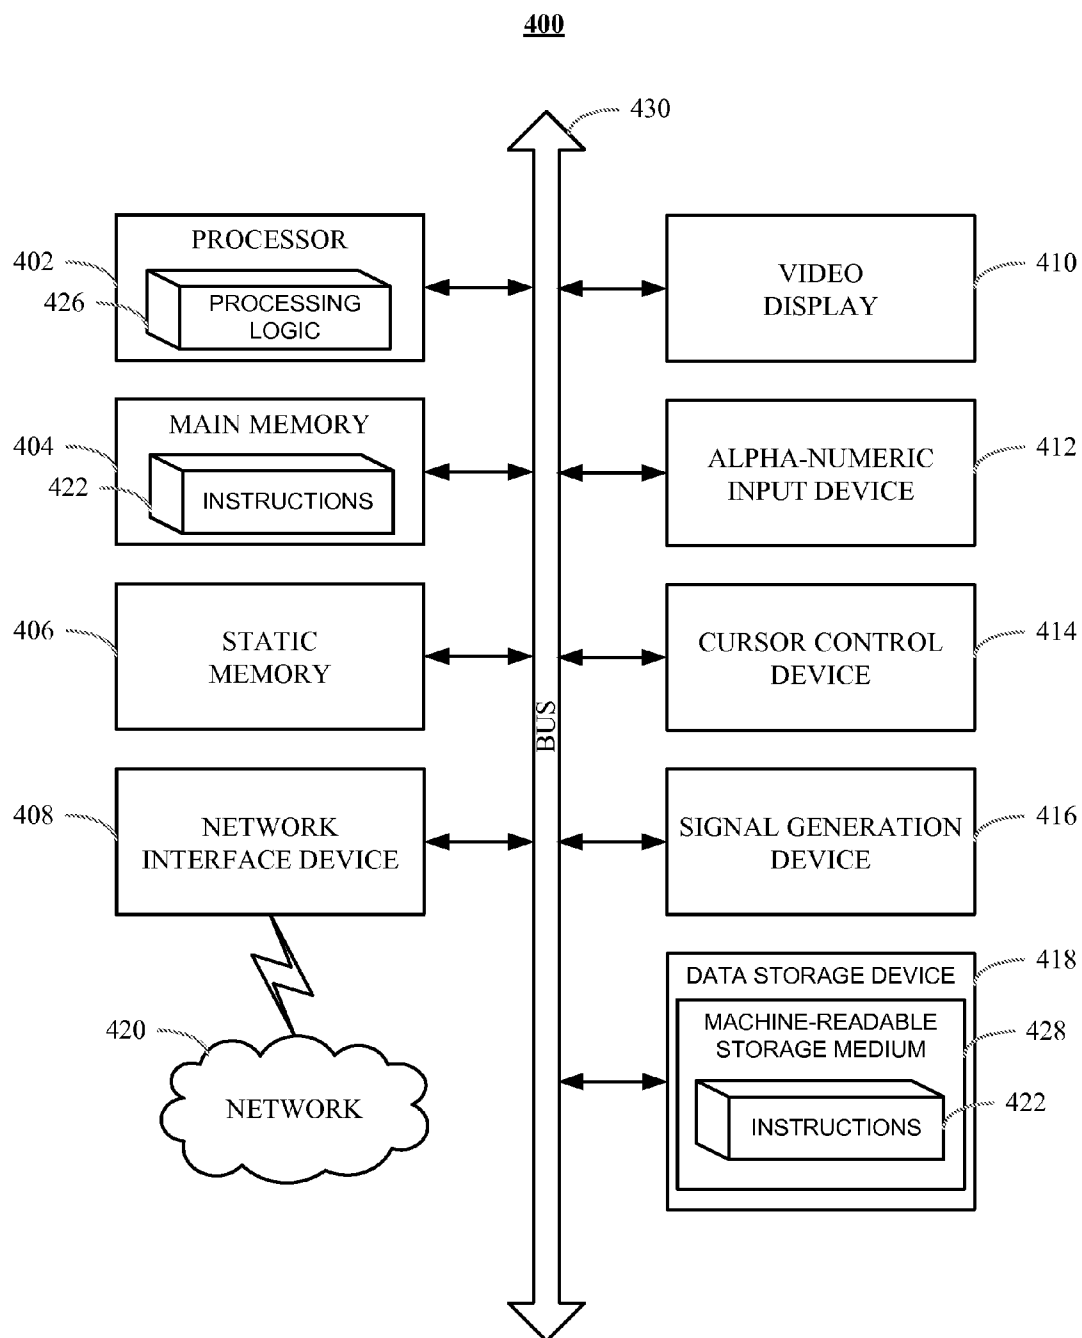 400
430
PROCESSOR
402
426
PROCESSING
LOGIC
VIDEO
DISPLAY
410
MAIN MEMORY
404
422
INSTRUCTIONS
ALPHA-NUMERIC
INPUT DEVICE
412
406
STATIC
MEMORY
CURSOR CONTROL
DEVICE
414
BUS
408
NETWORK
INTERFACE DEVICE
SIGNAL GENERATION
DEVICE
416
DATA STORAGE DEVICE
418
MACHINE-READABLE
STORAGE MEDIUM
428
INSTRUCTIONS
422
420
NETWORK